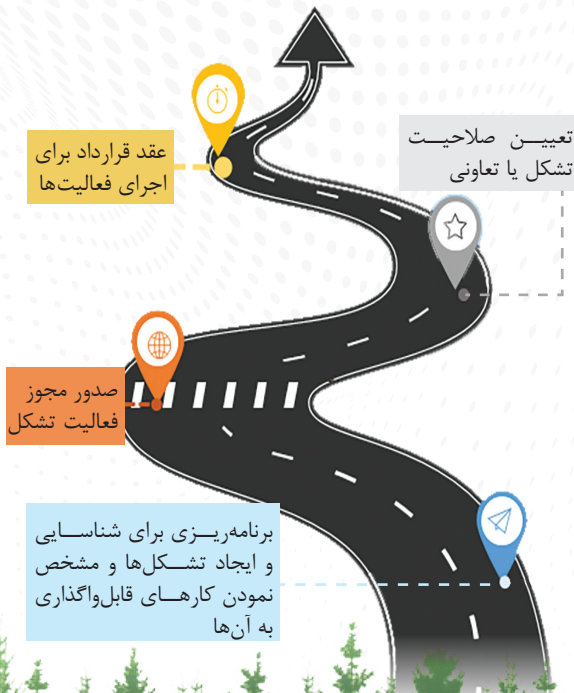 تعیین صلاحیت
تشکل یا تعاونی
عقد قرارداد برای
اجرای فعالیت‌ها
صدور مجوز
فعالیت تشکل
برنامه‌ریزی برای شناسایی
و ایجاد تشکل‌ها و مشخص
نمودن کارهای قابل‌واگذاری
به آن‌ها